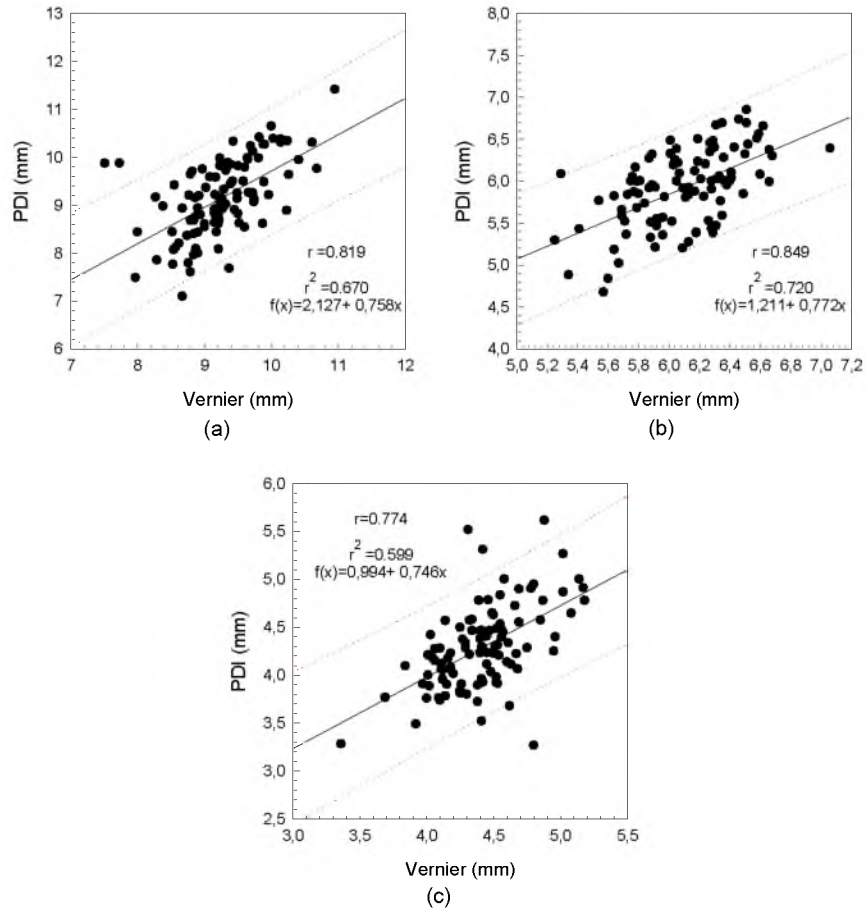 13
12
11
10
9
8
7
6
PDI (mm)
r =0.819
r² =0.670
f(x)=2,127+ 0,758x
7 8 9 10 11 12
Vernier (mm)
(a)
8,0
7,5
7,0
6,5
6,0
5,5
5,0
4,5
4,0
PDI (mm)
r=0.849
r² =0.720
f(x)=1,211+ 0,772x
5,0 5,2 5,4 5,6 5,8 6,0 6,2 6,4 6,6 6,8 7,0 7,2
Vernier (mm)
(b)
6,0
5,5
5,0
4,5
4,0
3,5
3,0
2,5
PDI (mm)
r=0.774
r² =0.599
f(x)=0,994+ 0,746x
3,0 3,5 4,0 4,5 5,0 5,5
Vernier (mm)
(c)